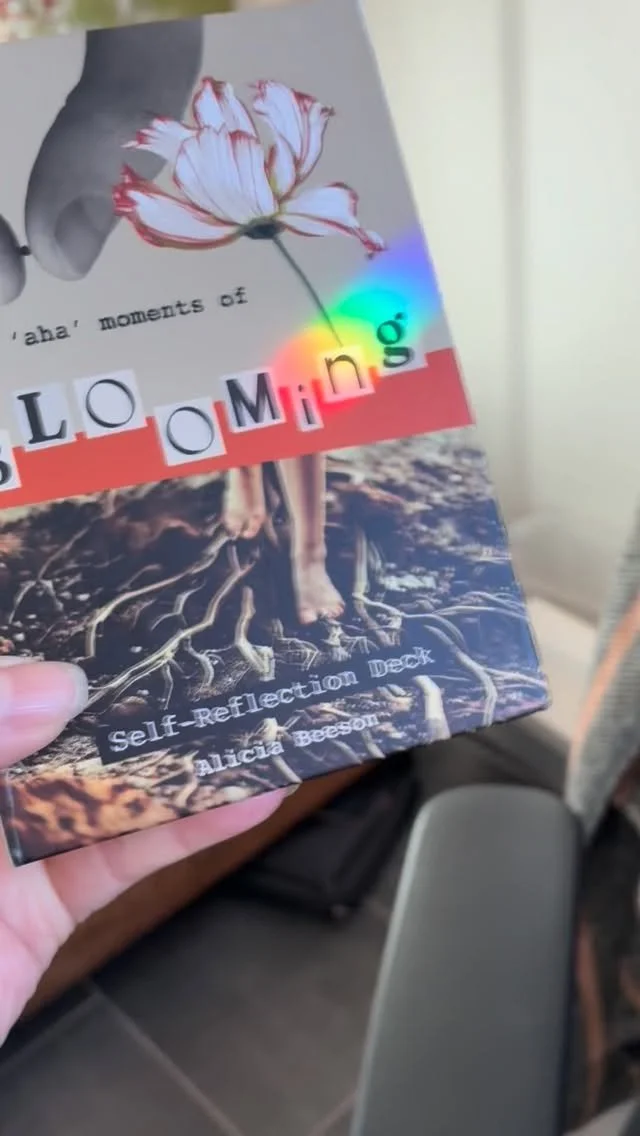 'aha' moments of
BLOOMing
Self-Reflection Deck
Alicia Beeson